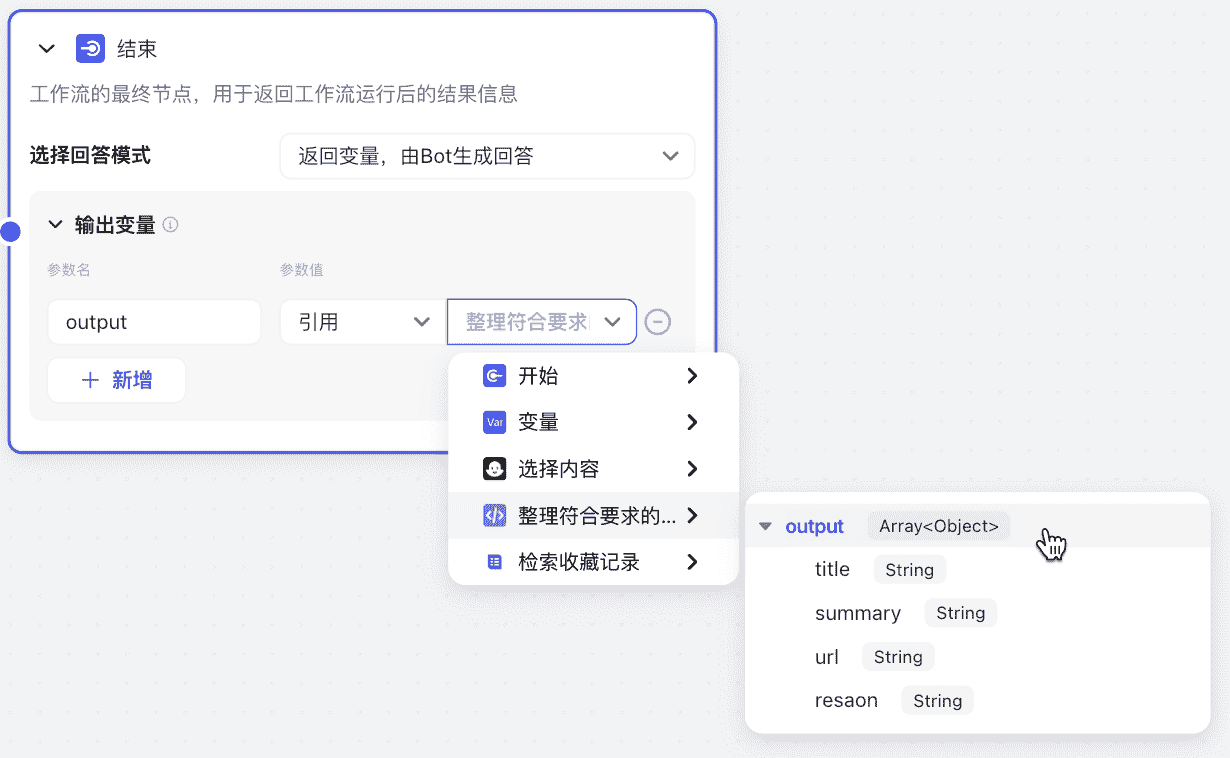 结束
工作流的最终节点，用于返回工作流运行后的结果信息
选择回答模式
返回变量，由Bot生成回答
输出变量
参数名
参数值
output
引用
整理符合要求
新增
开始
Var
变量
选择内容
整理符合要求的...
检索收藏记录
output
Array<Object>
title
String
summary
String
url
String
resaon
String